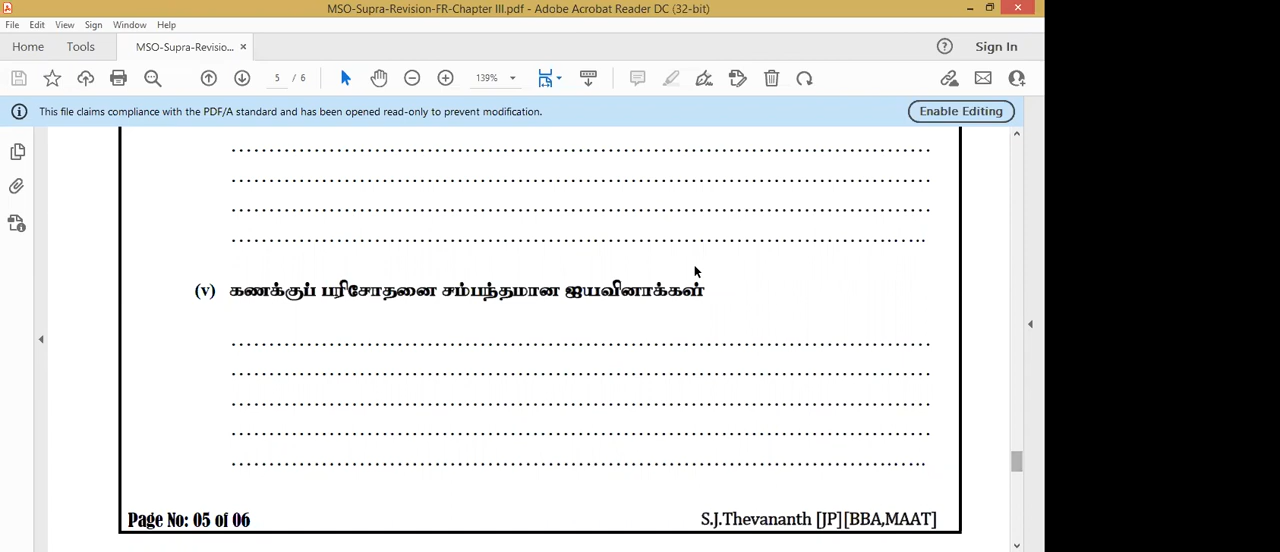 MSO-Supra-Revision-FR-Chapter III.pdf - Adobe Acrobat Reader DC (32-bit)
File Edit View Sign Window Help
Home Tools MSO-Supra-Revisio... × Sign In
5 / 6 139%
This file claims compliance with the PDF/A standard and has been opened read-only to prevent modification. Enable Editing
....................................................................................................
....................................................................................................
....................................................................................................
....................................................................................................
(v) கணக்குப் பரிசோதனை சம்பந்தமான ஐயவினாக்கள்
....................................................................................................
....................................................................................................
....................................................................................................
....................................................................................................
....................................................................................................
Page No: 05 of 06 S.J.Thevananth [JP][BBA,MAAT]